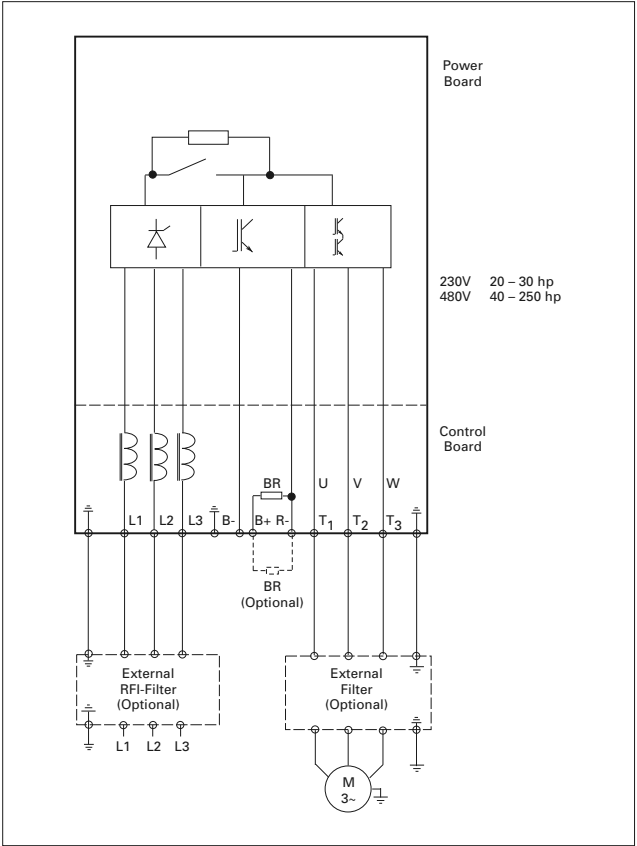 Power
Board
230V 20 – 30 hp
480V 40 – 250 hp
Control
Board
BR U V W
L1 L2 L3 B- B+ R- T1 T2 T3
BR
(Optional)
External
RFI-Filter
(Optional)
External
Filter
(Optional)
L1 L2 L3
M
3~